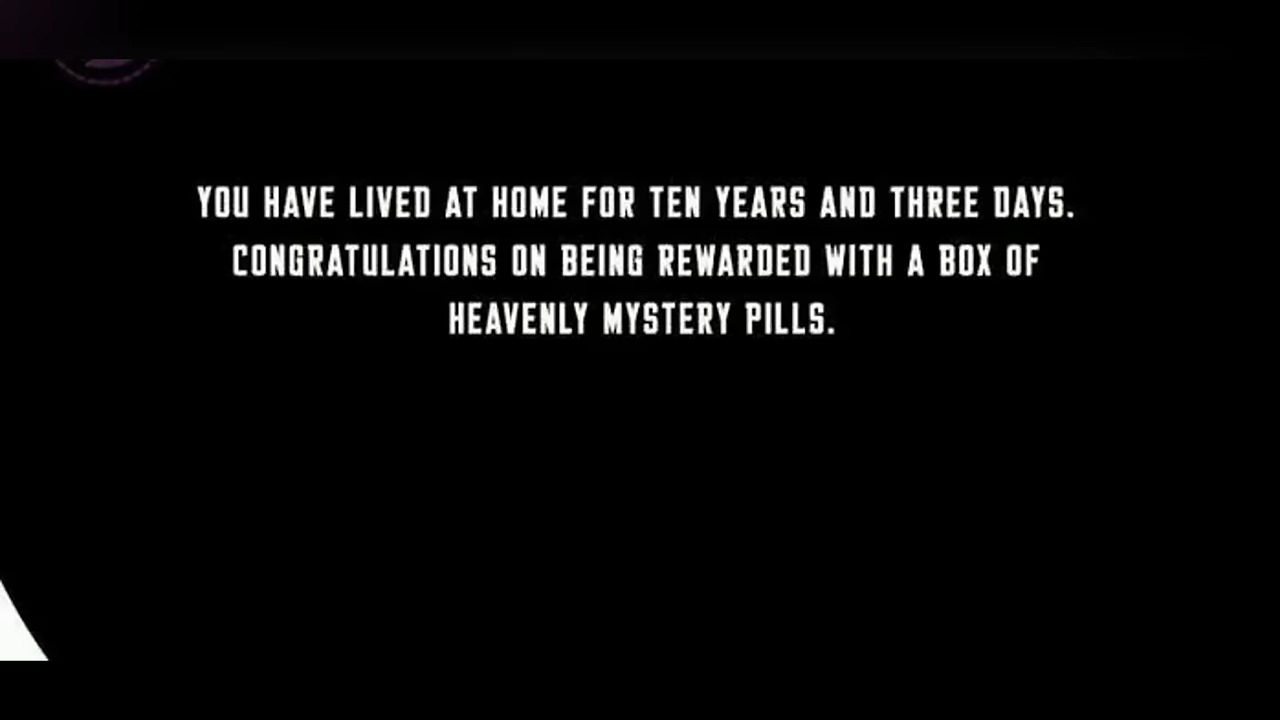 YOU HAVE LIVED AT HOME FOR TEN YEARS AND THREE DAYS.
CONGRATULATIONS ON BEING REWARDED WITH A BOX OF
HEAVENLY MYSTERY PILLS.